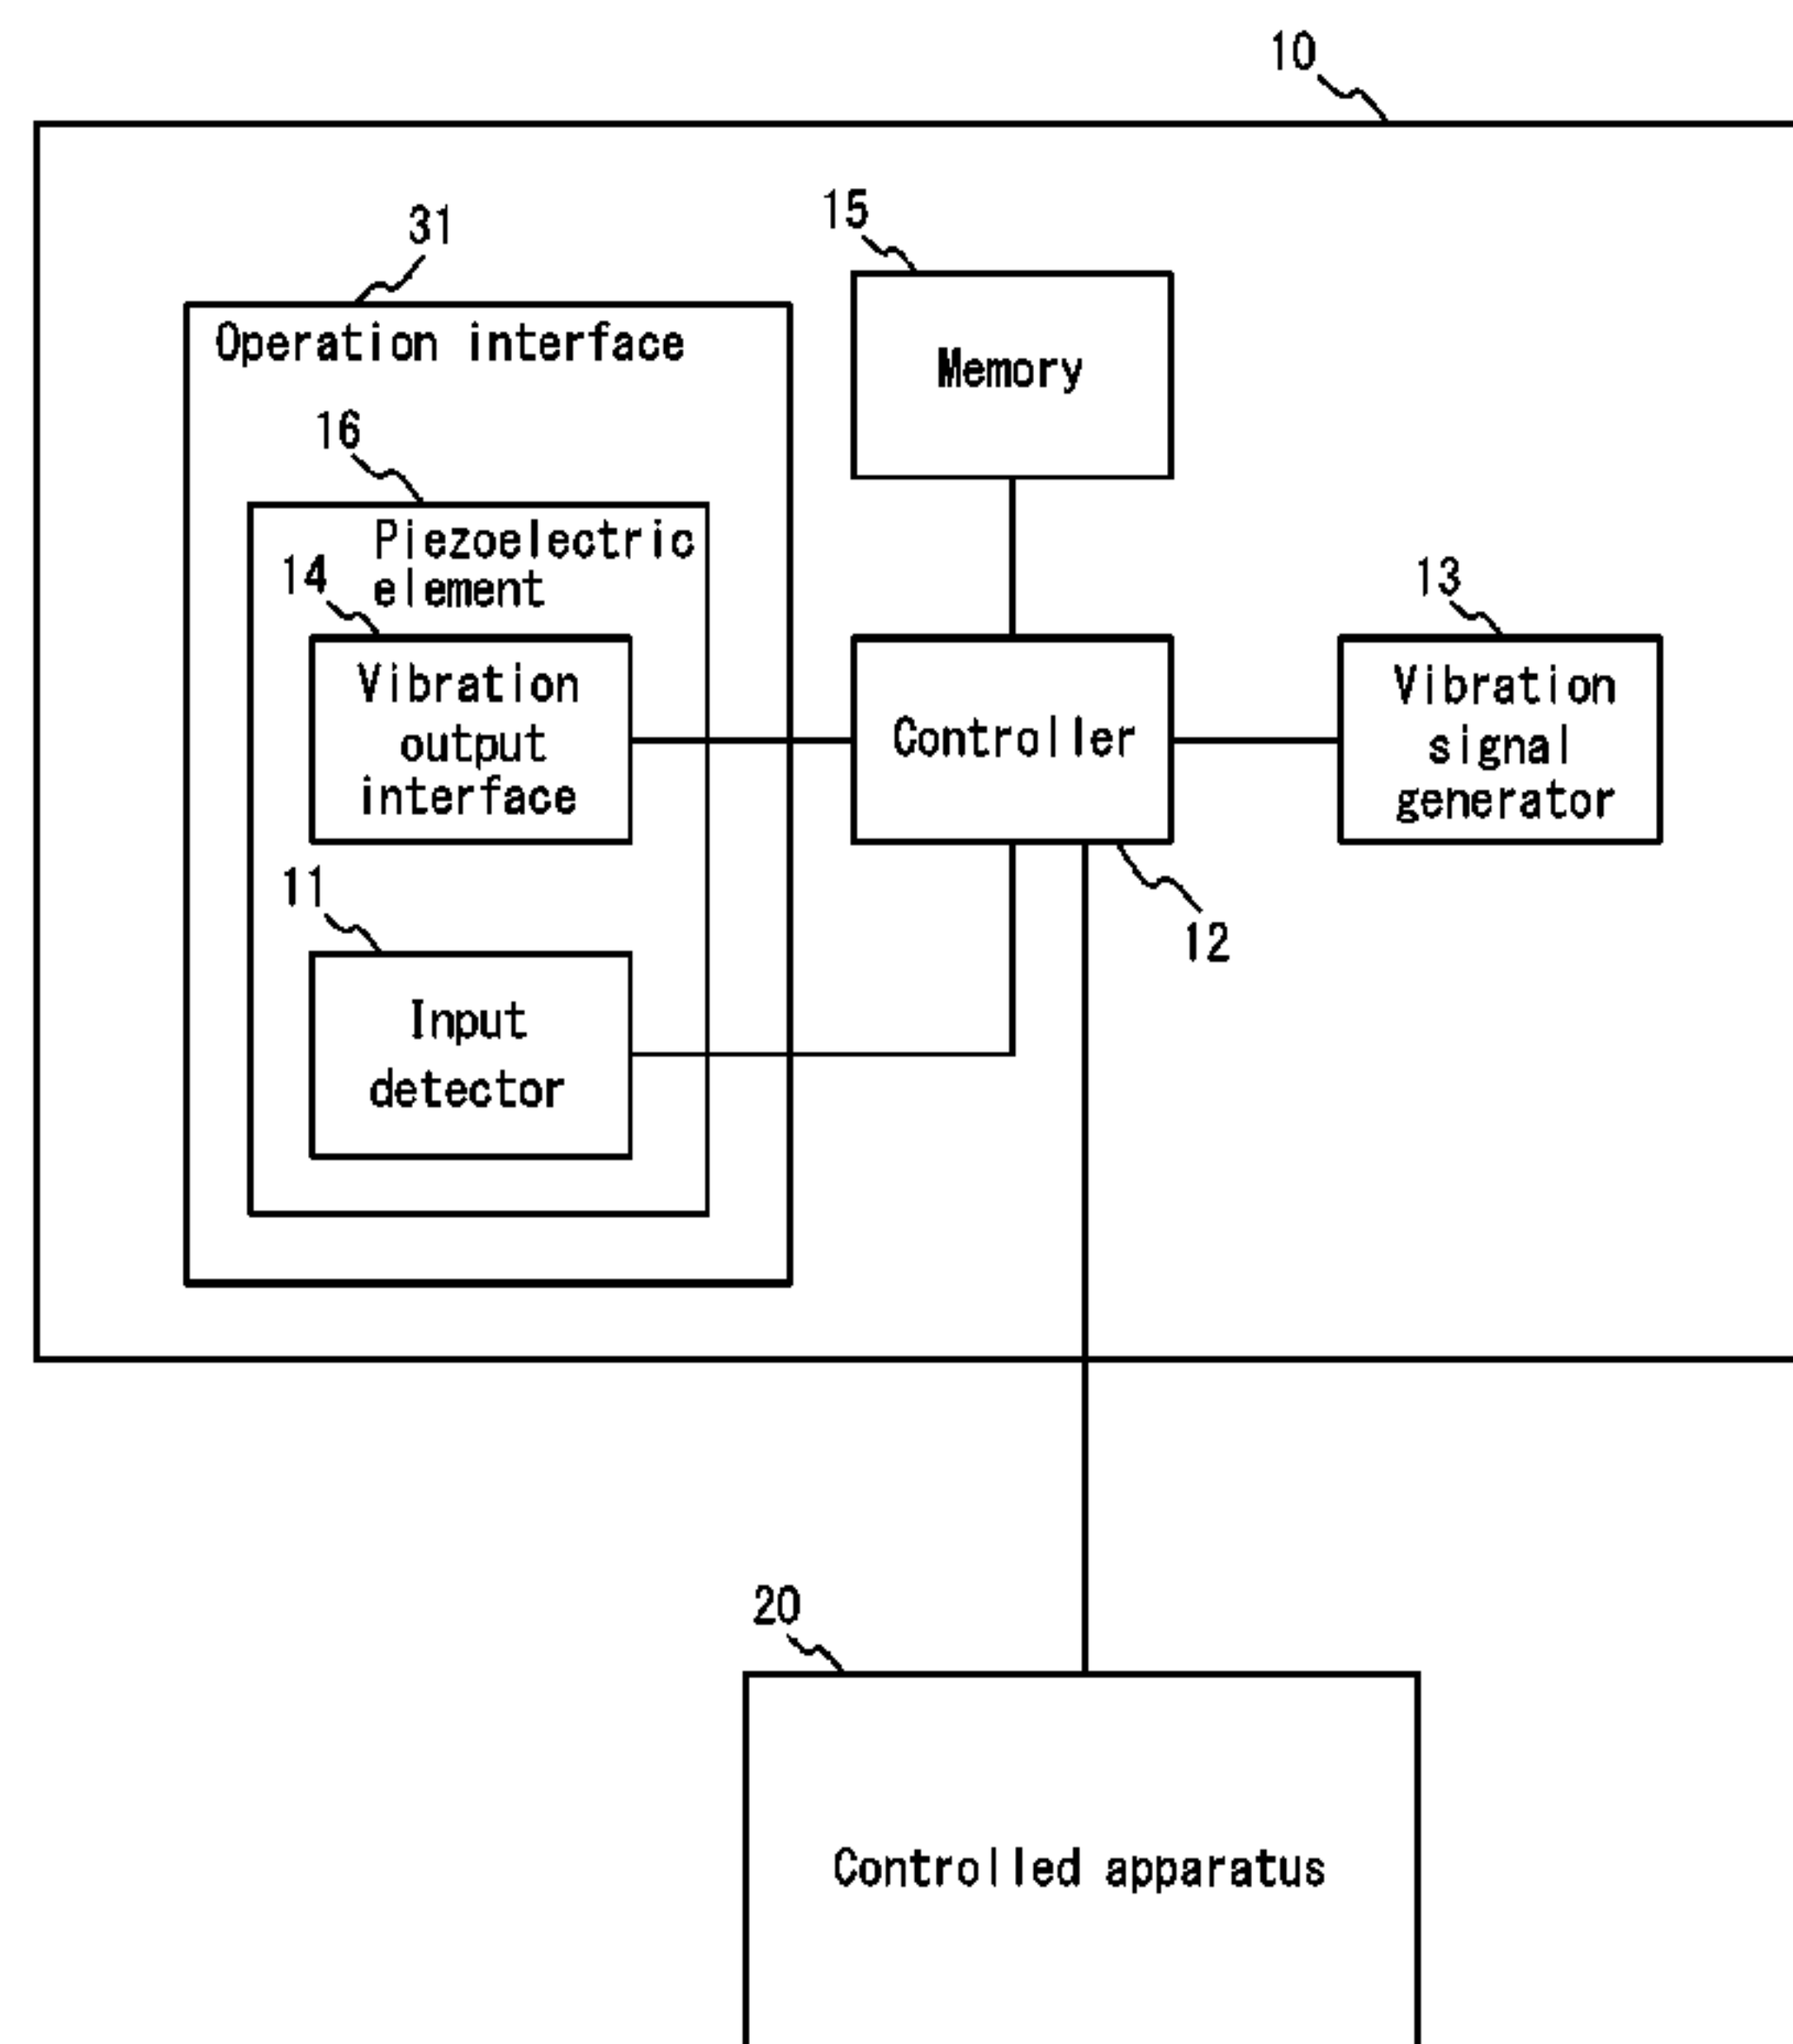 10
31
15
Operation interface
Memory
16
Piezoelectric
element
14
13
Vibration
output
interface
Controller
Vibration
signal
generator
11
12
Input
detector
20
Controlled apparatus